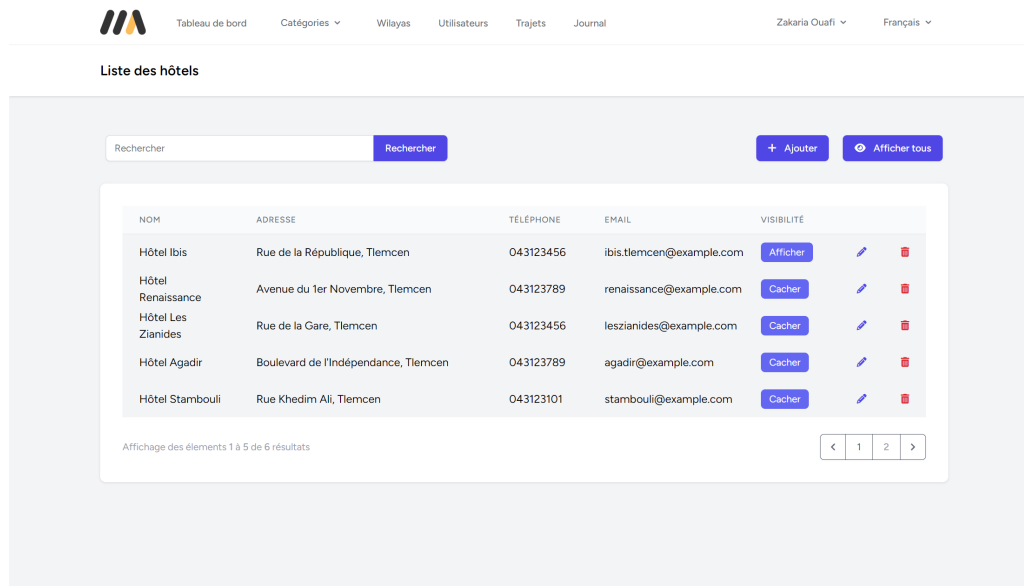 Tableau de bord Catégories Wilayas Utilisateurs Trajets Journal Zakaria Ouafi Français
Liste des hôtels
Rechercher Rechercher + Ajouter Afficher tous
NOM ADRESSE TÉLÉPHONE EMAIL VISIBILITÉ
Hôtel Ibis Rue de la République, Tlemcen 043123456 ibis.tlemcen@example.com Afficher
Hôtel
Renaissance Avenue du 1er Novembre, Tlemcen 043123789 renaissance@example.com Cacher
Hôtel Les
Zianides Rue de la Gare, Tlemcen 043123456 leszianides@example.com Cacher
Hôtel Agadir Boulevard de l'Indépendance, Tlemcen 043123789 agadir@example.com Cacher
Hôtel Stambouli Rue Khedim Ali, Tlemcen 043123101 stambouli@example.com Cacher
Affichage des élements 1 à 5 de 6 résultats < 1 2 >